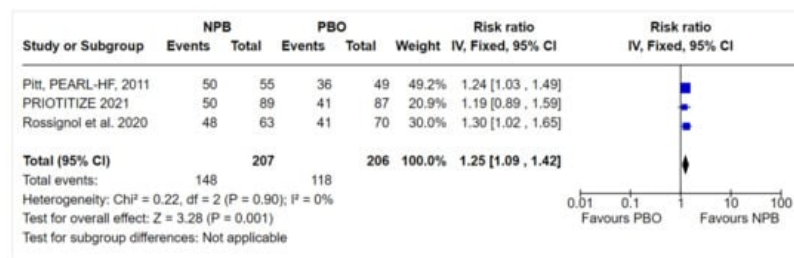 NPB PBO Risk ratio Risk ratio
Study or Subgroup Events Total Events Total Weight IV, Fixed, 95% CI IV, Fixed, 95% CI
Pitt, PEARL-HF, 2011 50 55 36 49 49.2% 1.24 [1.03 , 1.49]
PRIOTITIZE 2021 50 89 41 87 20.9% 1.19 [0.89 , 1.59]
Rossignol et al. 2020 48 63 41 70 30.0% 1.30 [1.02 , 1.65]
Total (95% CI) 207 206 100.0% 1.25 [1.09 , 1.42]
Total events: 148 118
Heterogeneity: Chi² = 0.22, df = 2 (P = 0.90); I² = 0%
Test for overall effect: Z = 3.28 (P = 0.001)
Test for subgroup differences: Not applicable
0.01 0.1 1 10 100
Favours PBO Favours NPB